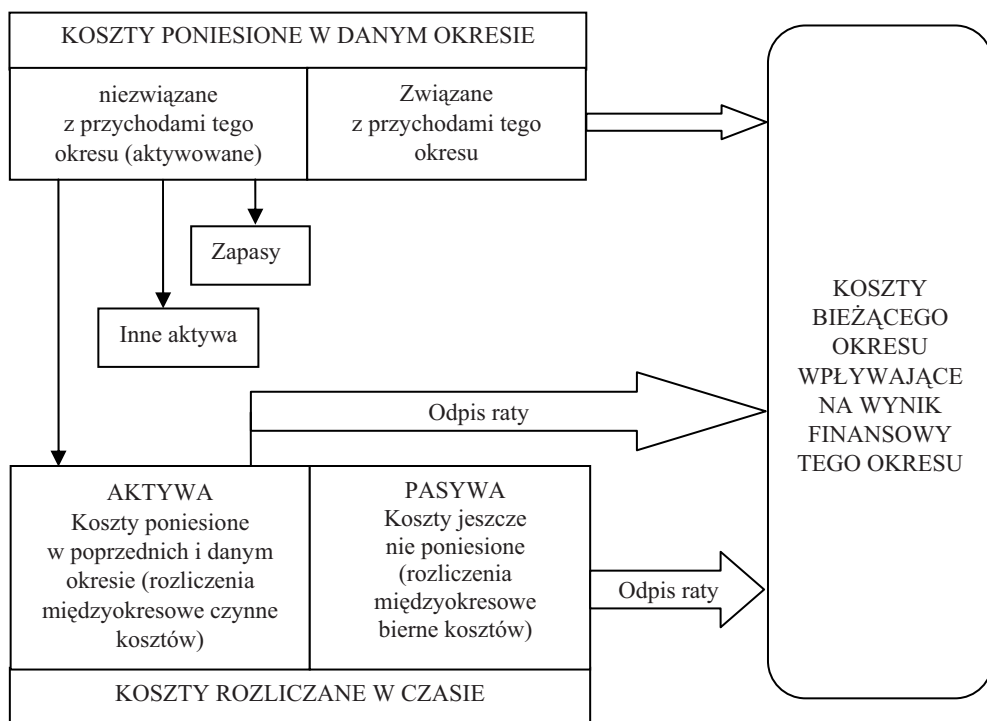 KOSZTY PONIESIONE W DANYM OKRESIE
niezwiązane
z przychodami tego
okresu (aktywowane)
Związane
z przychodami tego
okresu
Zapasy
Inne aktywa
Odpis raty
AKTYWA
Koszty poniesione
w poprzednich i danym
okresie (rozliczenia
międzyokresowe czynne
kosztów)
PASYWA
Koszty jeszcze
nie poniesione
(rozliczenia
międzyokresowe
bierne kosztów)
Odpis raty
KOSZTY ROZLICZANE W CZASIE
KOSZTY
BIEŻĄCEGO
OKRESU
WPŁYWAJĄCE
NA WYNIK
FINANSOWY
TEGO OKRESU